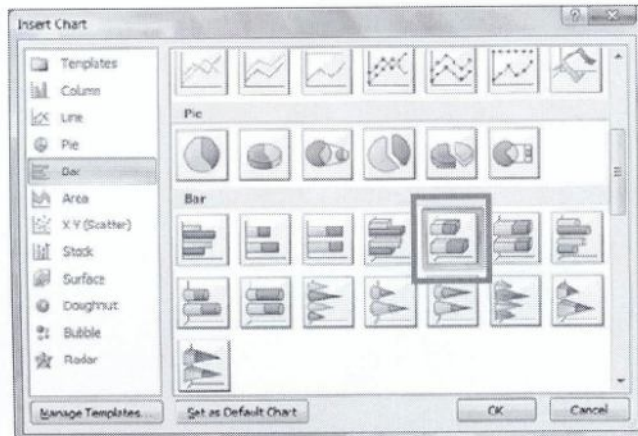 Insert Chart
Templates
Column
Line
Pie
Bar
Area
X Y (Scatter)
Stock
Surface
Doughnut
Bubble
Radar
Pie
Bar
Manage Templates...
Set as Default Chart
OK
Cancel